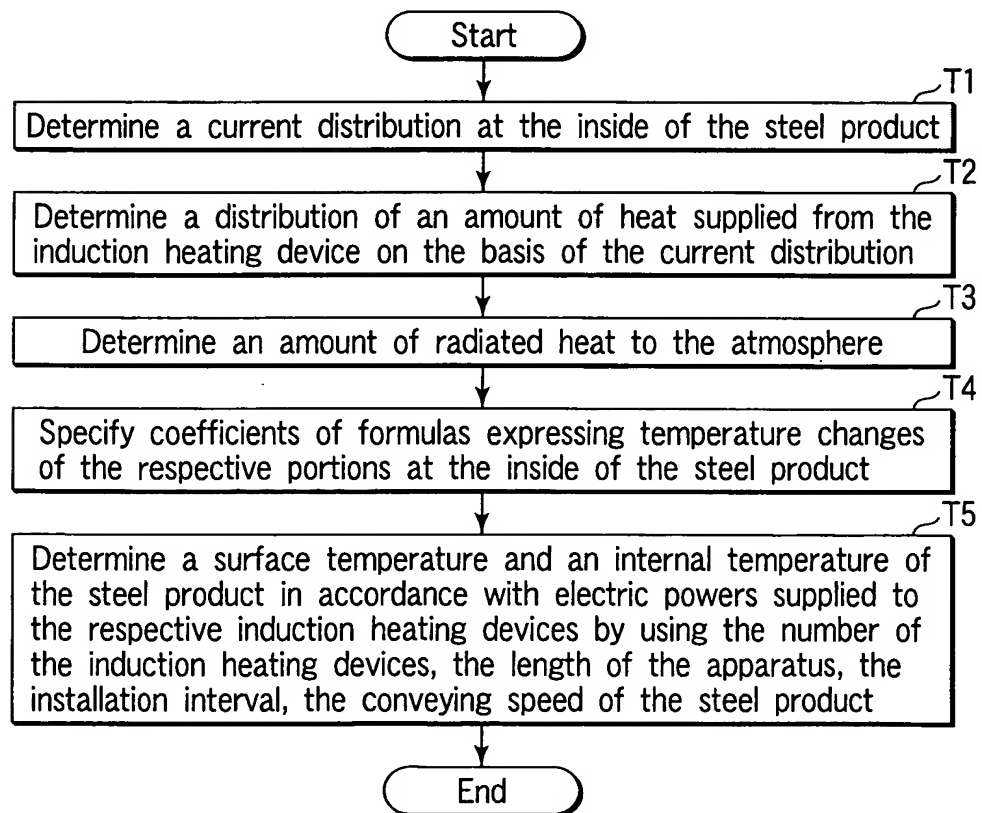 Start
T1
Determine a current distribution at the inside of the steel product
T2
Determine a distribution of an amount of heat supplied from the
induction heating device on the basis of the current distribution
T3
Determine an amount of radiated heat to the atmosphere
T4
Specify coefficients of formulas expressing temperature changes
of the respective portions at the inside of the steel product
T5
Determine a surface temperature and an internal temperature of
the steel product in accordance with electric powers supplied to
the respective induction heating devices by using the number of
the induction heating devices, the length of the apparatus, the
installation interval, the conveying speed of the steel product
End